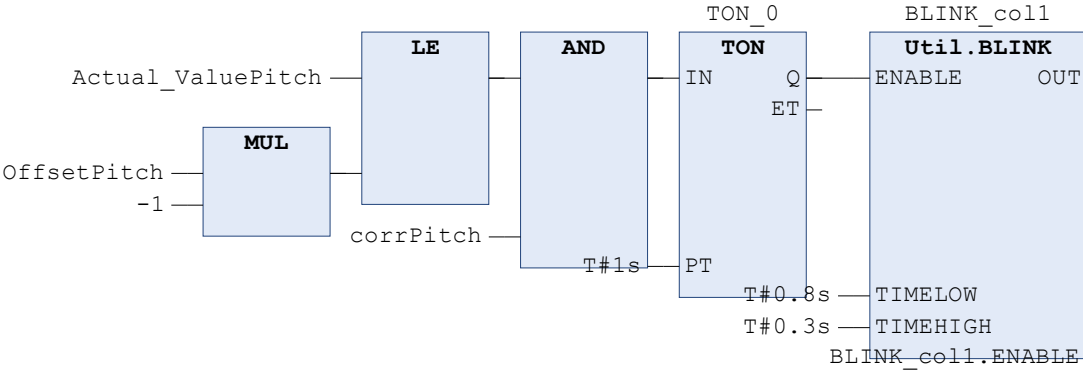 TON_0 BLINK_col1
LE AND TON Util.BLINK
Actual_ValuePitch IN Q ENABLE OUT
ET
MUL
OffsetPitch
-1
corrPitch
T#1s PT
T#0.8s TIMELOW
T#0.3s TIMEHIGH
BLINK_col1.ENABLE